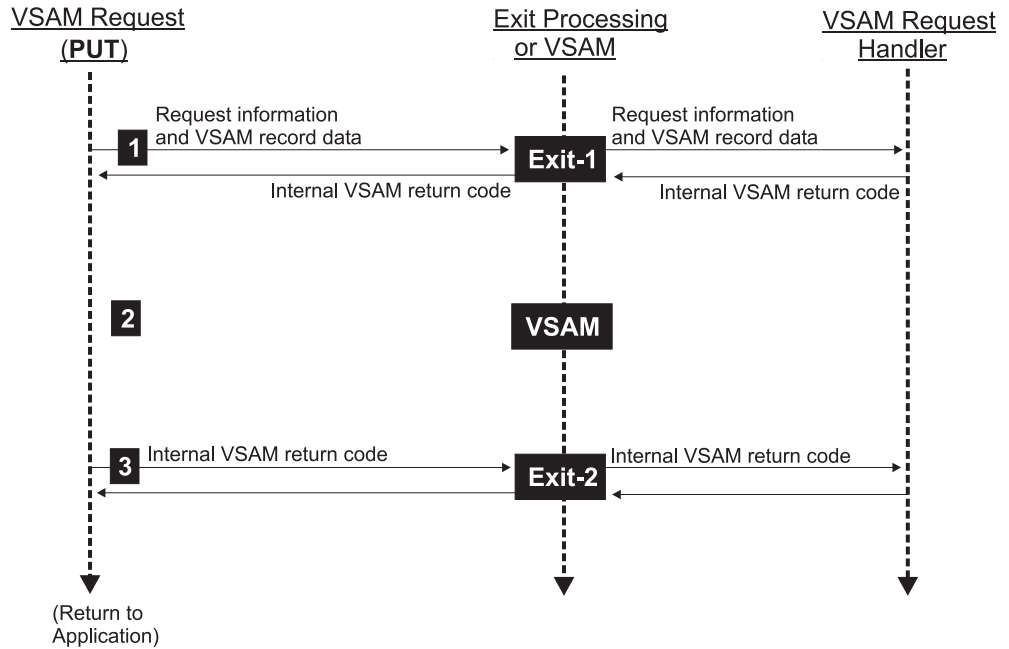 VSAM Request
(PUT)
Exit Processing
or VSAM
VSAM Request
Handler
1
Request information
and VSAM record data
Exit-1
Request information
and VSAM record data
Internal VSAM return code
Internal VSAM return code
2
VSAM
3
Internal VSAM return code
Exit-2
Internal VSAM return code
(Return to
Application)